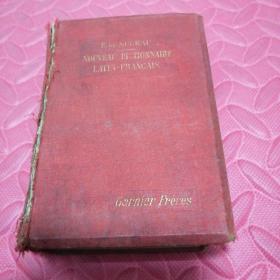 NOUVEAU DICTIONNAIRE
LATIN-FRANÇAIS
Garnier Frères